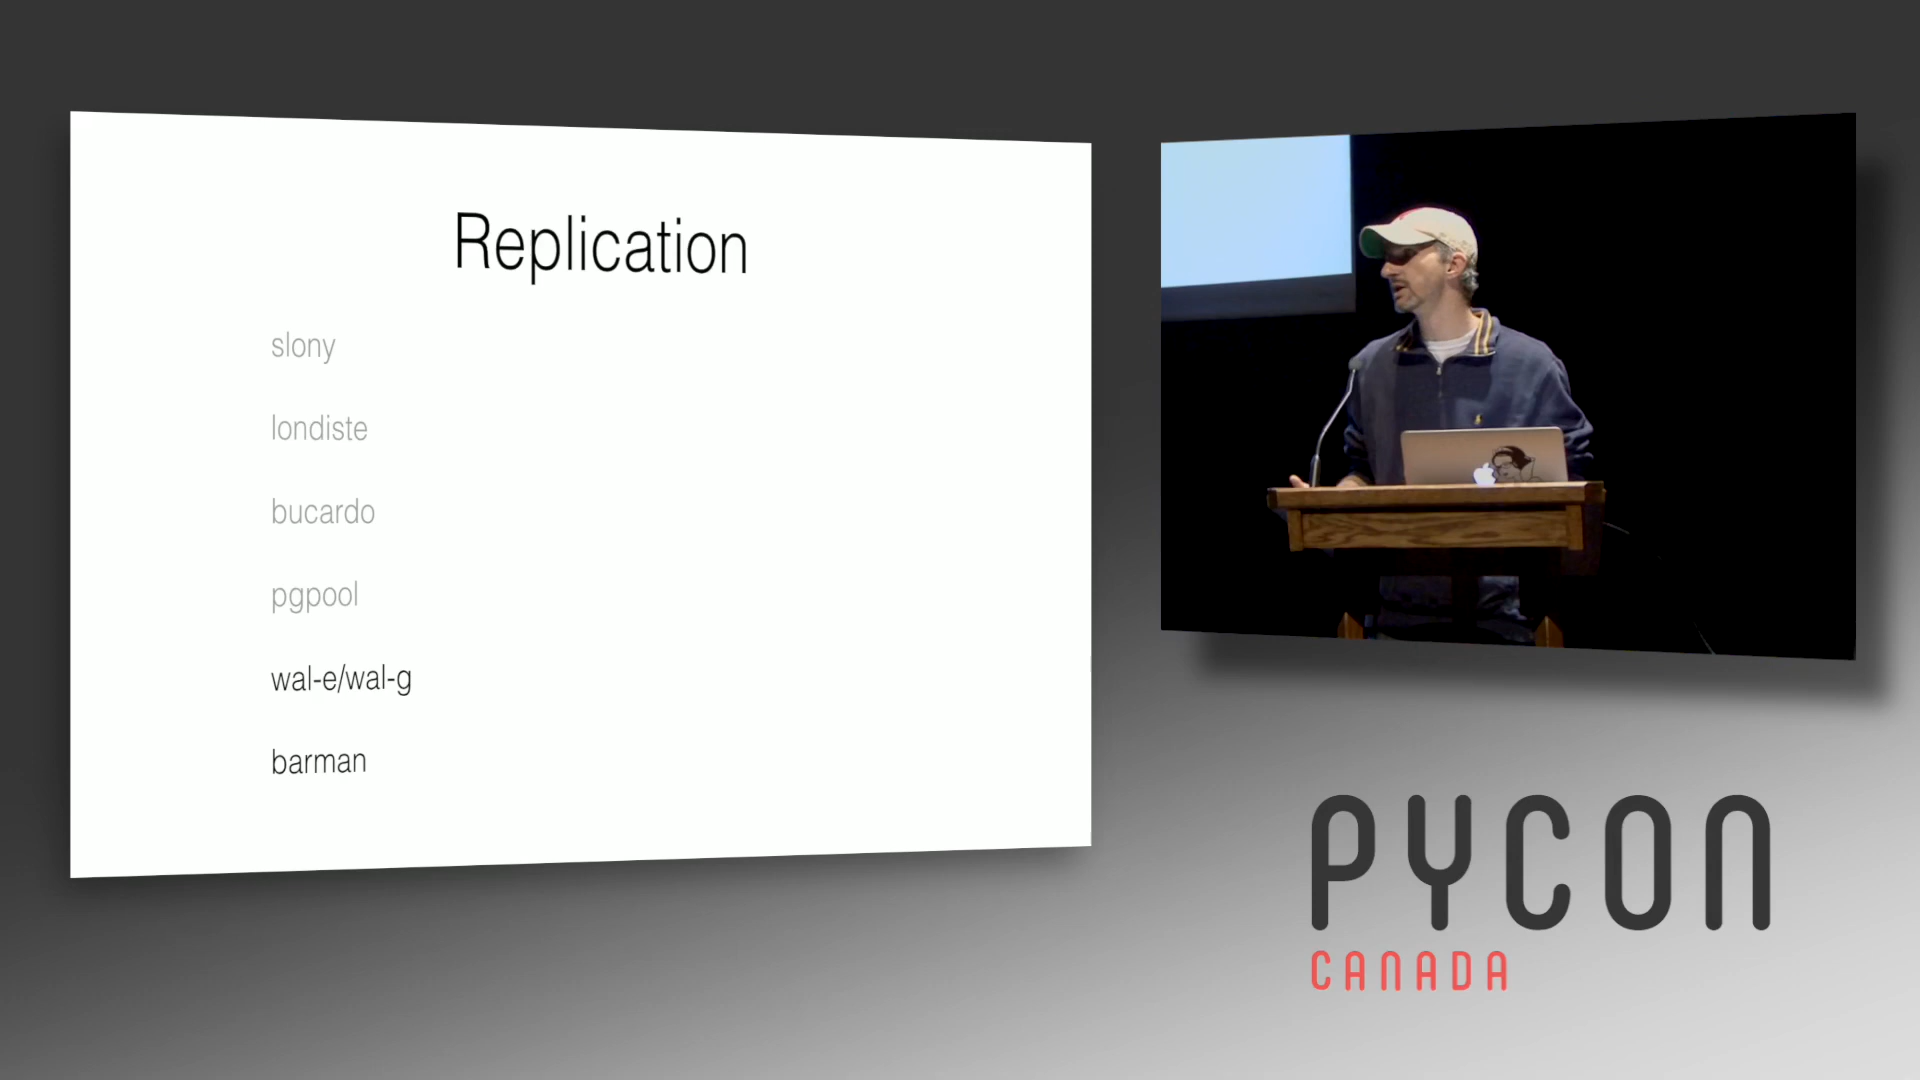 Replication
slony
londiste
bucardo
pgpool
wal-e/wal-g
barman
PYCON
CANADA